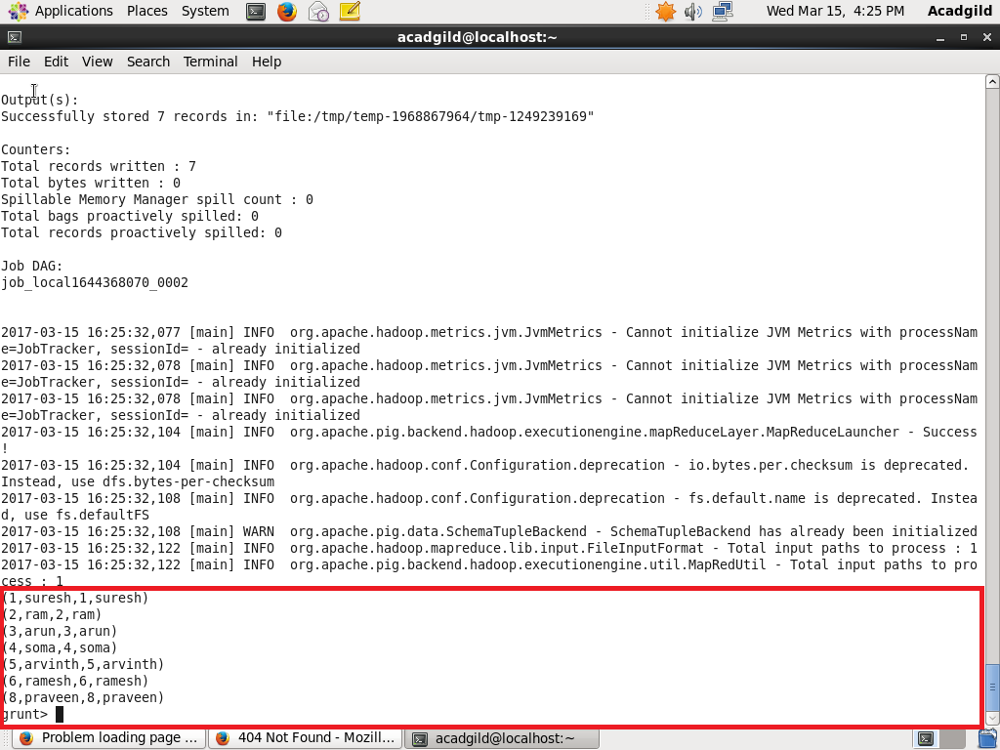 Applications Places System Wed Mar 15, 4:25 PM Acadgild
acadgild@localhost:~
File Edit View Search Terminal Help
Output(s):
Successfully stored 7 records in: "file:/tmp/temp-1968867964/tmp-1249239169"
Counters:
Total records written : 7
Total bytes written : 0
Spillable Memory Manager spill count : 0
Total bags proactively spilled: 0
Total records proactively spilled: 0
Job DAG:
job_local1644368070_0002
2017-03-15 16:25:32,077 [main] INFO  org.apache.hadoop.metrics.jvm.JvmMetrics - Cannot initialize JVM Metrics with processNam
e=JobTracker, sessionId= - already initialized
2017-03-15 16:25:32,078 [main] INFO  org.apache.hadoop.metrics.jvm.JvmMetrics - Cannot initialize JVM Metrics with processNam
e=JobTracker, sessionId= - already initialized
2017-03-15 16:25:32,078 [main] INFO  org.apache.hadoop.metrics.jvm.JvmMetrics - Cannot initialize JVM Metrics with processNam
e=JobTracker, sessionId= - already initialized
2017-03-15 16:25:32,104 [main] INFO  org.apache.pig.backend.hadoop.executionengine.mapReduceLayer.MapReduceLauncher - Success
!
2017-03-15 16:25:32,104 [main] INFO  org.apache.hadoop.conf.Configuration.deprecation - io.bytes.per.checksum is deprecated.
Instead, use dfs.bytes-per-checksum
2017-03-15 16:25:32,108 [main] INFO  org.apache.hadoop.conf.Configuration.deprecation - fs.default.name is deprecated. Instea
d, use fs.defaultFS
2017-03-15 16:25:32,108 [main] WARN  org.apache.pig.data.SchemaTupleBackend - SchemaTupleBackend has already been initialized
2017-03-15 16:25:32,122 [main] INFO  org.apache.hadoop.mapreduce.lib.input.FileInputFormat - Total input paths to process : 1
2017-03-15 16:25:32,122 [main] INFO  org.apache.pig.backend.hadoop.executionengine.util.MapRedUtil - Total input paths to pro
cess : 1
(1,suresh,1,suresh)
(2,ram,2,ram)
(3,arun,3,arun)
(4,soma,4,soma)
(5,arvinth,5,arvinth)
(6,ramesh,6,ramesh)
(8,praveen,8,praveen)
grunt>
Problem loading page ... 404 Not Found - Mozill... acadgild@localhost:~